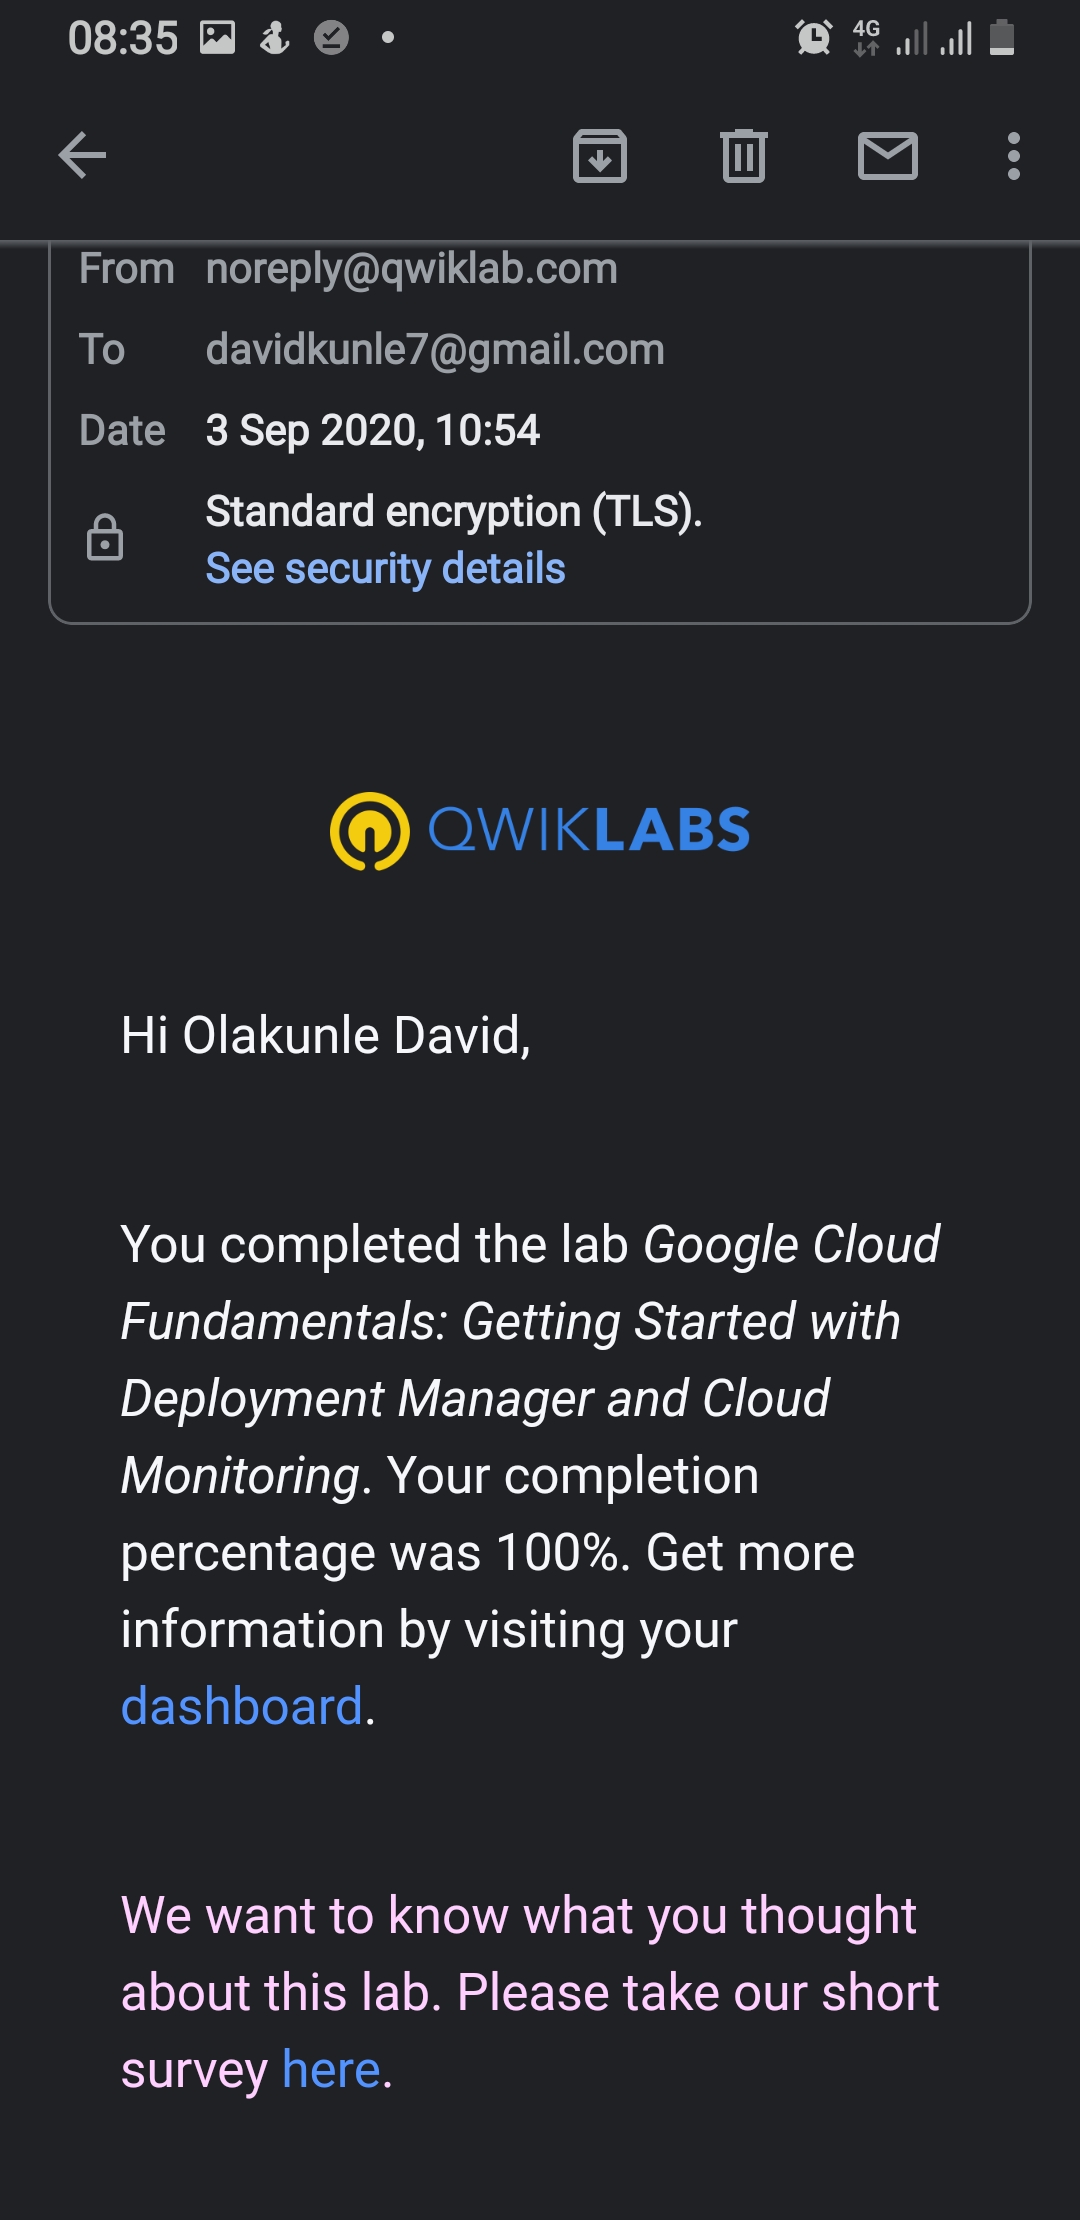 08:35
4G
From noreply@qwiklab.com
To davidkunle7@gmail.com
Date 3 Sep 2020, 10:54
Standard encryption (TLS).
See security details
QWIKLABS
Hi Olakunle David,
You completed the lab Google Cloud
Fundamentals: Getting Started with
Deployment Manager and Cloud
Monitoring. Your completion
percentage was 100%. Get more
information by visiting your
dashboard.
We want to know what you thought
about this lab. Please take our short
survey here.